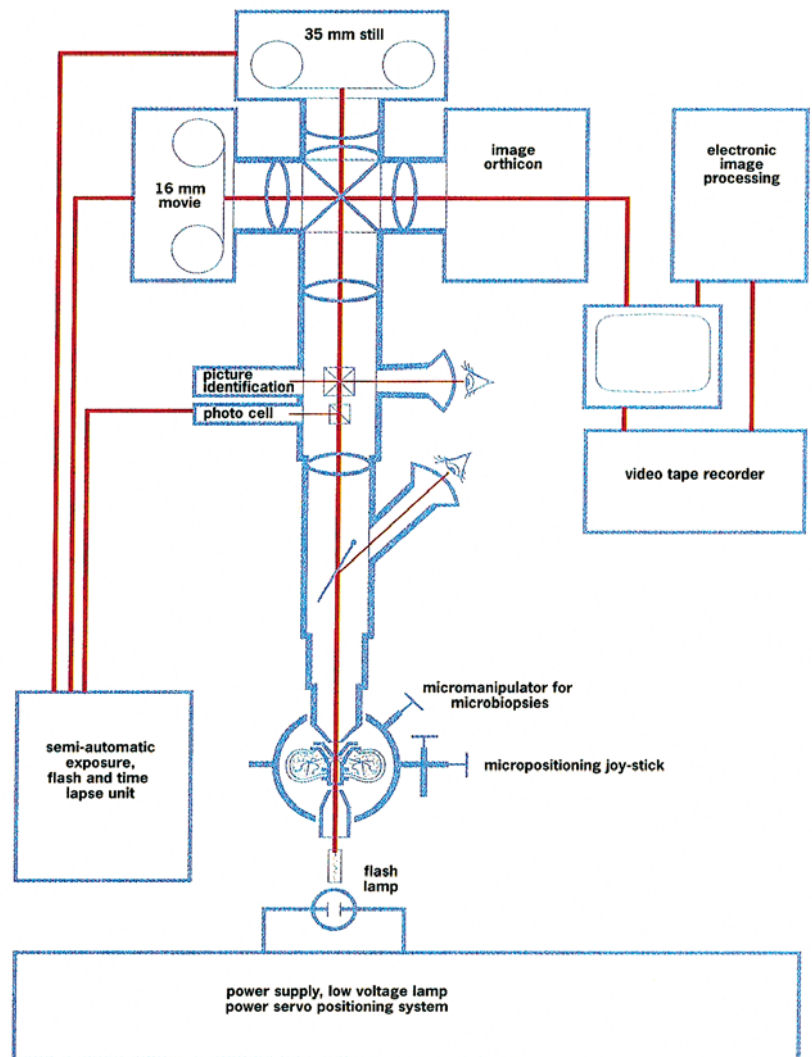 35 mm still
16 mm
movie
image
orthicon
electronic
image
processing
picture
identification
photo cell
video tape recorder
micromanipulator for
microbiopsies
semi-automatic
exposure,
flash and time
lapse unit
micropositioning joy-stick
flash
lamp
power supply, low voltage lamp
power servo positioning system